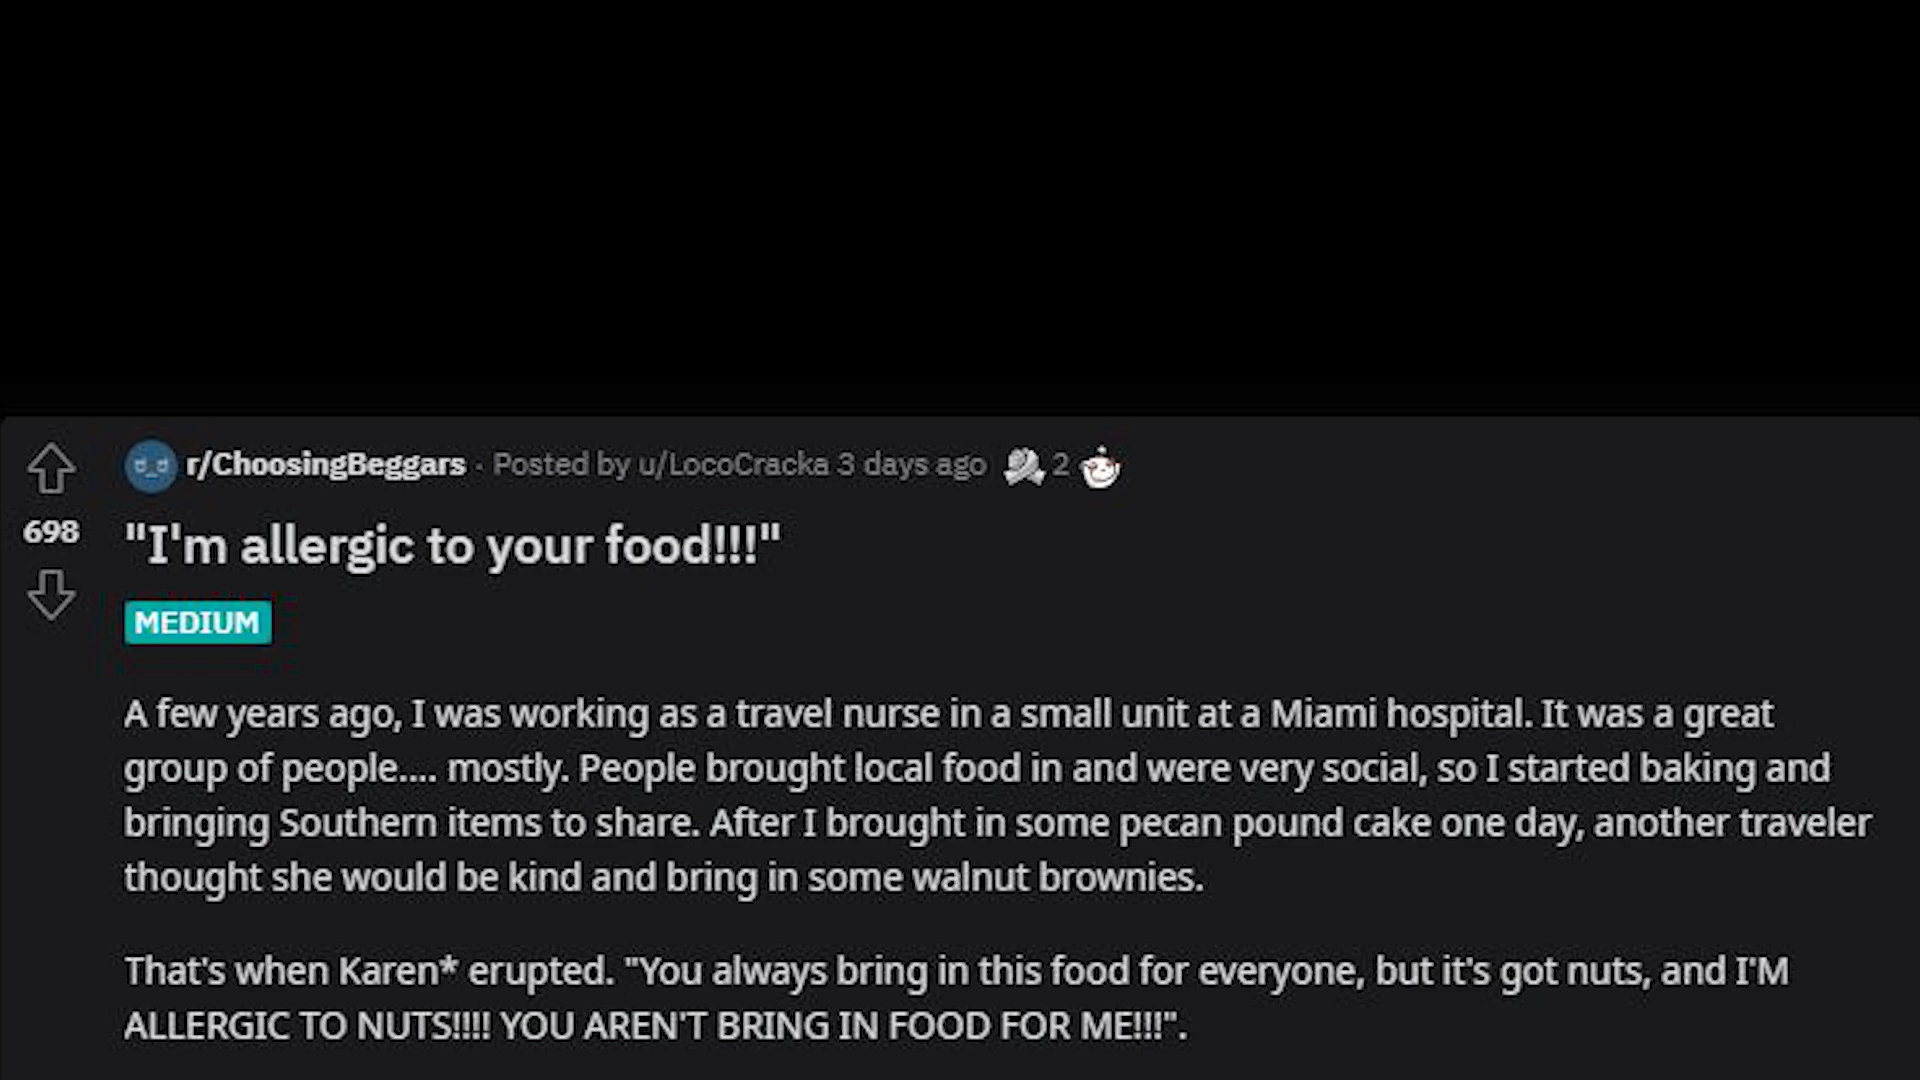 r/ChoosingBeggars · Posted by u/LocoCracka 3 days ago 2
698
"I'm allergic to your food!!!"
MEDIUM
A few years ago, I was working as a travel nurse in a small unit at a Miami hospital. It was a great
group of people.... mostly. People brought local food in and were very social, so I started baking and
bringing Southern items to share. After I brought in some pecan pound cake one day, another traveler
thought she would be kind and bring in some walnut brownies.
That's when Karen* erupted. "You always bring in this food for everyone, but it's got nuts, and I'M
ALLERGIC TO NUTS!!!! YOU AREN'T BRING IN FOOD FOR ME!!!".